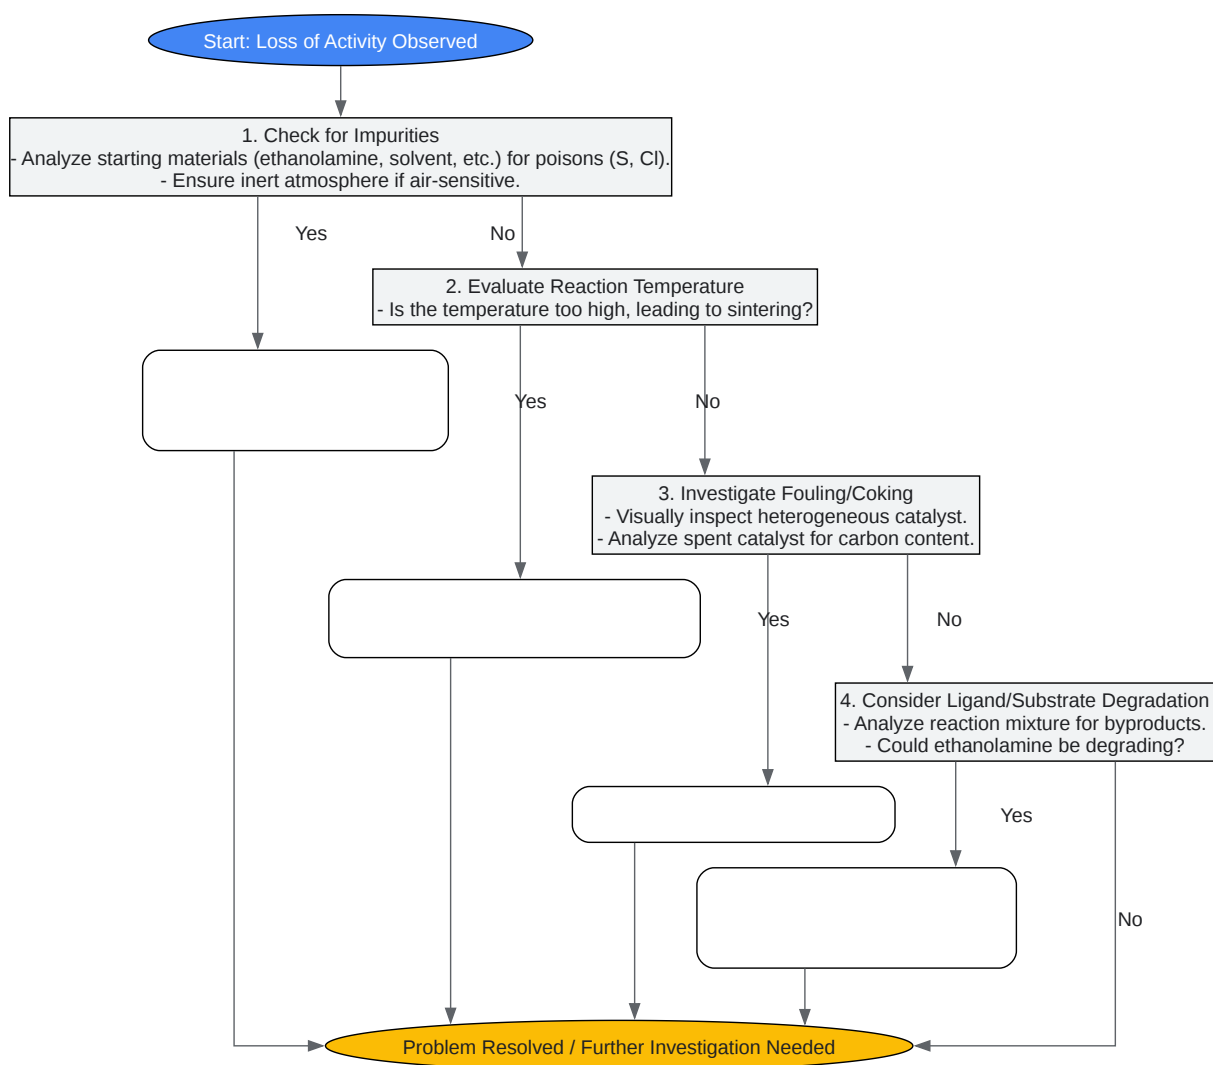 Start: Loss of Activity Observed
1. Check for Impurities
- Analyze starting materials (ethanolamine, solvent, etc.) for poisons (S, Cl).
- Ensure inert atmosphere if air-sensitive.
Yes
No
2. Evaluate Reaction Temperature
- Is the temperature too high, leading to sintering?
Yes
No
3. Investigate Fouling/Coking
- Visually inspect heterogeneous catalyst.
- Analyze spent catalyst for carbon content.
Yes
No
4. Consider Ligand/Substrate Degradation
- Analyze reaction mixture for byproducts.
- Could ethanolamine be degrading?
Yes
No
Problem Resolved / Further Investigation Needed